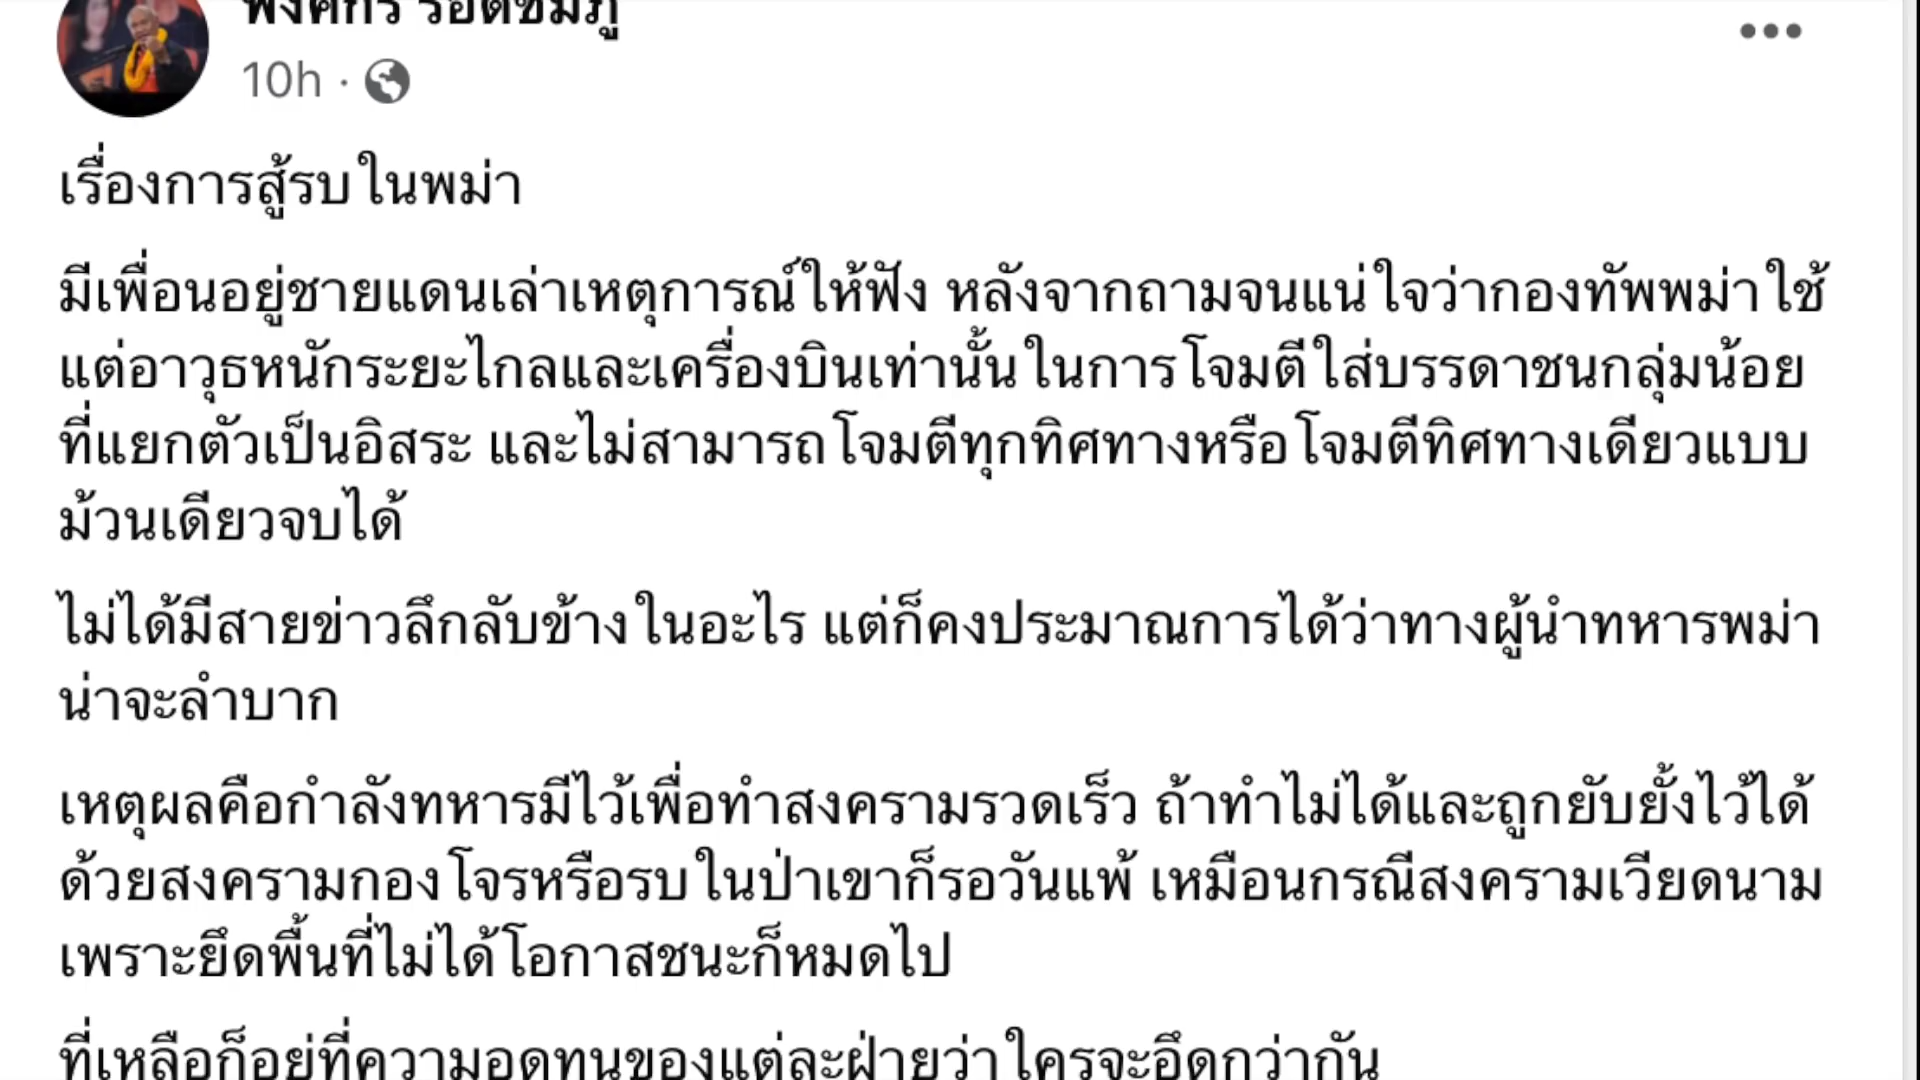 พงศกร รอดชมภู
10h ·
เรื่องการสู้รบในพม่า
มีเพื่อนอยู่ชายแดนเล่าเหตุการณ์ให้ฟัง หลังจากถามจนแน่ใจว่ากองทัพพม่าใช้
แต่อาวุธหนักระยะไกลและเครื่องบินเท่านั้นในการโจมตีใส่บรรดาชนกลุ่มน้อย
ที่แยกตัวเป็นอิสระ และไม่สามารถโจมตีทุกทิศทางหรือโจมตีทิศทางเดียวแบบ
ม้วนเดียวจบได้
ไม่ได้มีสายข่าวลึกลับข้างในอะไร แต่ก็คงประมาณการได้ว่าทางผู้นำทหารพม่า
น่าจะลำบาก
เหตุผลคือกำลังทหารมีไว้เพื่อทำสงครามรวดเร็ว ถ้าทำไม่ได้และถูกยับยั้งไว้ได้
ด้วยสงครามกองโจรหรือรบในป่าเขาก็รอวันแพ้ เหมือนกรณีสงครามเวียดนาม
เพราะยึดพื้นที่ไม่ได้โอกาสชนะก็หมดไป
ที่เหลือก็อยู่ที่ความอดทนของแต่ละฝ่ายว่าใครจะอึดกว่ากัน